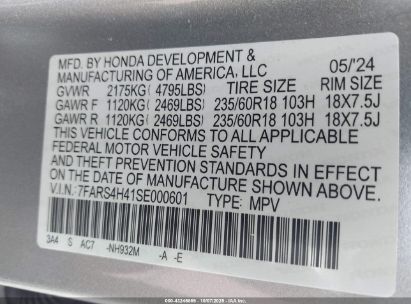 MFD. BY HONDA DEVELOPMENT &
MANUFACTURING OF AMERICA, LLC 05/'24
GVWR 2175KG ( 4795LBS) TIRE SIZE RIM SIZE
GAWR F 1120KG ( 2469LBS) 235/60R18 103H 18X7.5J
GAWR R 1120KG ( 2469LBS) 235/60R18 103H 18X7.5J
THIS VEHICLE CONFORMS TO ALL APPLICABLE
FEDERAL MOTOR VEHICLE SAFETY, BUMPER,
AND THEFT PREVENTION STANDARDS IN EFFECT
ON THE DATE OF MANUFACTURE SHOWN ABOVE.
V.I.N.: 7FARS4H41SE000601 TYPE: MPV
3A4 S AC7 -NH932M -A -E